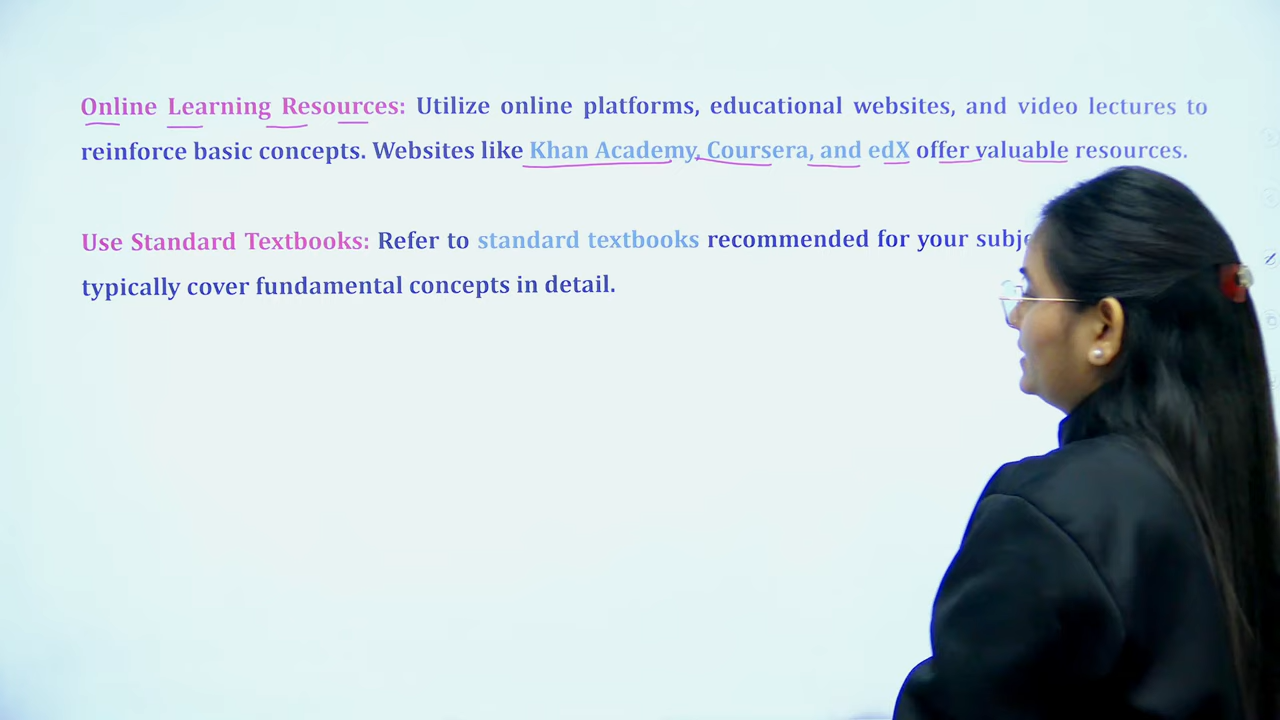 Online Learning Resources: Utilize online platforms, educational websites, and video lectures to
reinforce basic concepts. Websites like Khan Academy, Coursera, and edX offer valuable resources.
Use Standard Textbooks: Refer to standard textbooks recommended for your subje
typically cover fundamental concepts in detail.